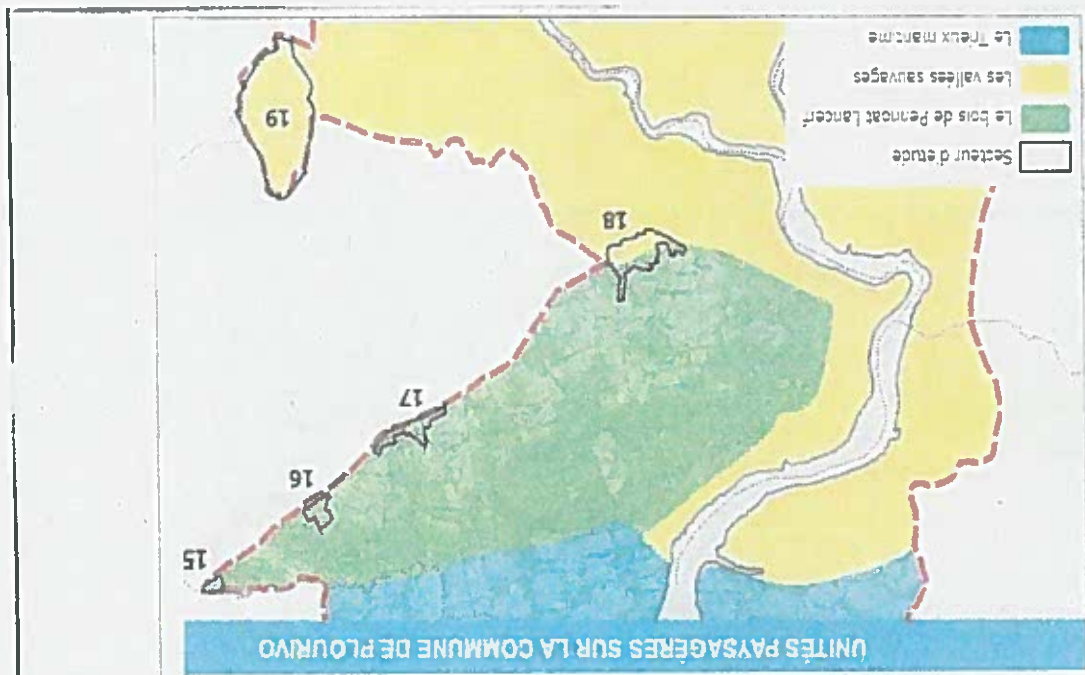 UNITÉS PAYSAGÈRES SUR LA COMMUNE DE PLOURIVO
15
16
17
18
19
Secteur d'étude
Le bois de Pennoat Lancerf
Les vallées sauvages
Le Trieux maritime